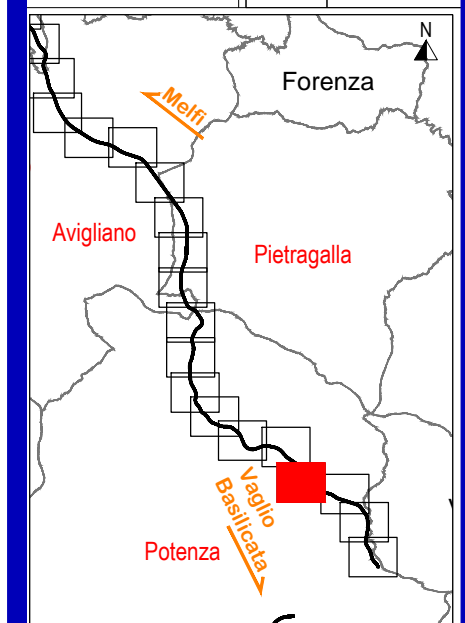 N
Forenza
Melfi
Avigliano
Pietragalla
Vaglio
Basilicata
Potenza